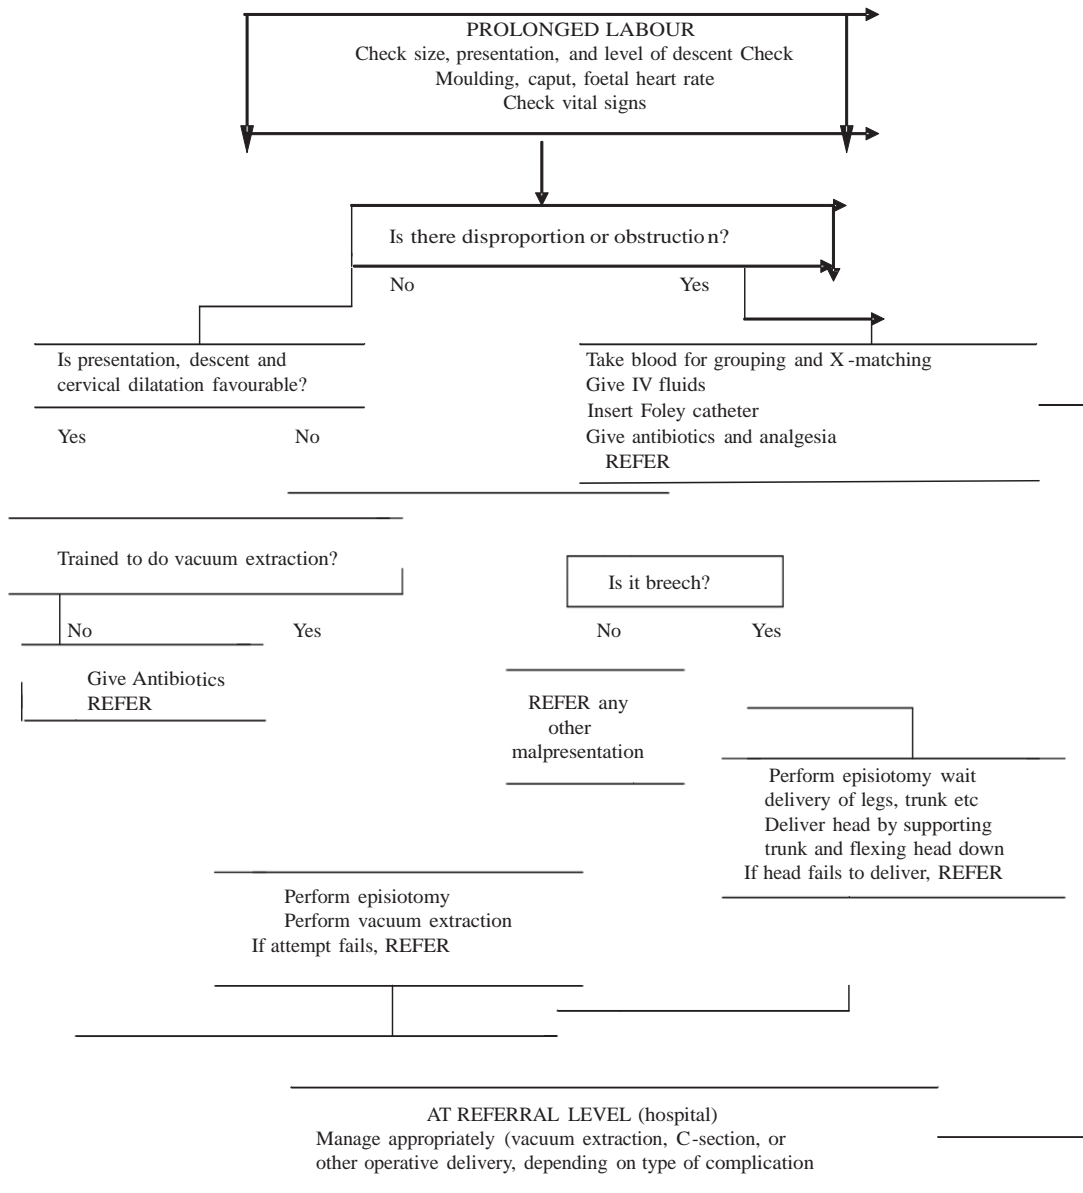 PROLONGED LABOUR
Check size, presentation, and level of descent Check
Moulding, caput, foetal heart rate
Check vital signs
Is there disproportion or obstruction?
No
Yes
Is presentation, descent and
cervical dilatation favourable?
Yes
No
Take blood for grouping and X-matching
Give IV fluids
Insert Foley catheter
Give antibiotics and analgesia
REFER
Trained to do vacuum extraction?
No
Yes
Is it breech?
No
Yes
Give Antibiotics
REFER
REFER any
other
malpresentation
Perform episiotomy wait
delivery of legs, trunk etc
Deliver head by supporting
trunk and flexing head down
If head fails to deliver, REFER
Perform episiotomy
Perform vacuum extraction
If attempt fails, REFER
AT REFERRAL LEVEL (hospital)
Manage appropriately (vacuum extraction, C-section, or
other operative delivery, depending on type of complication